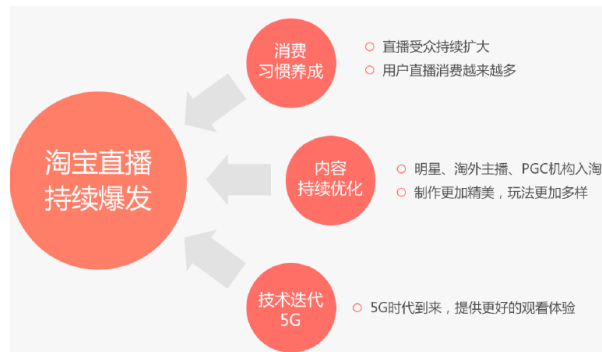 消费
习惯养成
直播受众持续扩大
用户直播消费越来越多
淘宝直播
持续爆发
内容
持续优化
明星、淘外主播、PGC机构入淘
制作更加精美，玩法更加多样
技术迭代
5G
5G时代到来，提供更好的观看体验